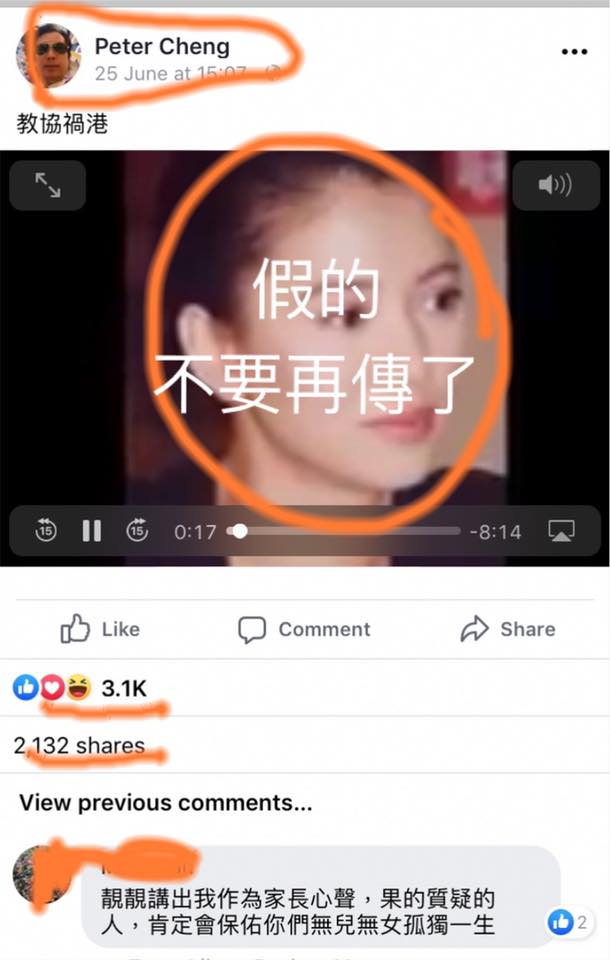 Peter Cheng
25 June at 15:07
教協禍港
假的
不要再傳了
15
15
0:17
-8:14
Like
Comment
Share
3.1K
2,132 shares
View previous comments...
靚靚講出我作為家長心聲，果的質疑的
人，肯定會保佑你們無兒無女孤獨一生
2